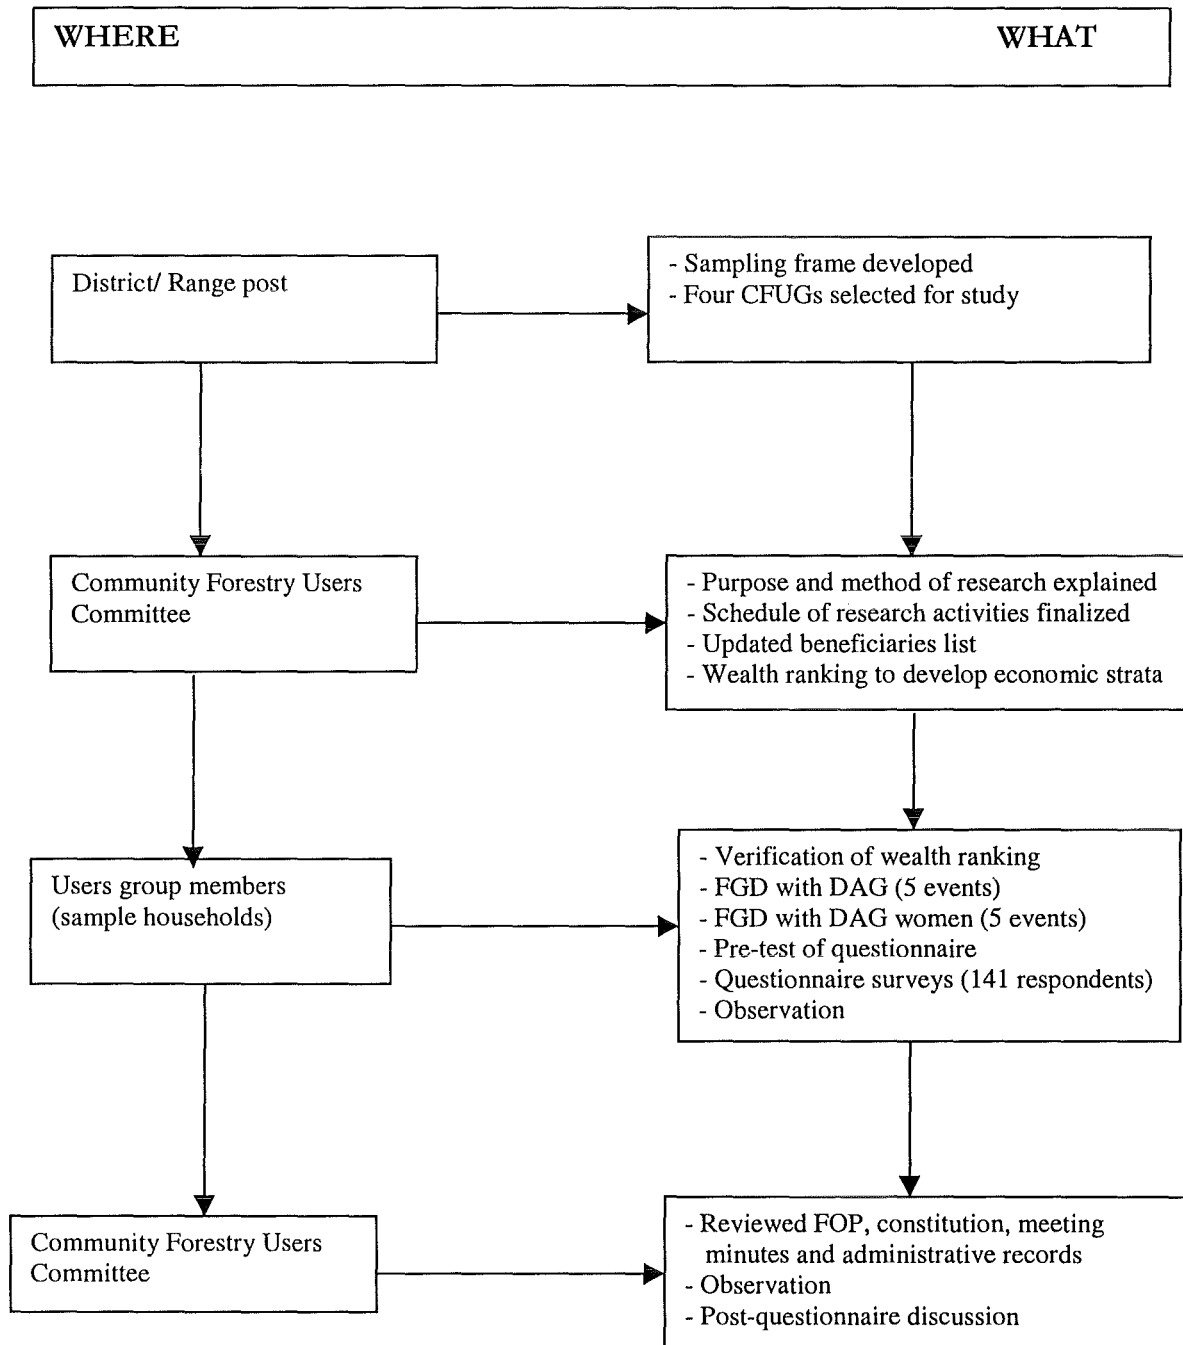 WHERE WHAT
District/ Range post
- Sampling frame developed
- Four CFUGs selected for study
Community Forestry Users
Committee
- Purpose and method of research explained
- Schedule of research activities finalized
- Updated beneficiaries list
- Wealth ranking to develop economic strata
Users group members
(sample households)
- Verification of wealth ranking
- FGD with DAG (5 events)
- FGD with DAG women (5 events)
- Pre-test of questionnaire
- Questionnaire surveys (141 respondents)
- Observation
Community Forestry Users
Committee
- Reviewed FOP, constitution, meeting
minutes and administrative records
- Observation
- Post-questionnaire discussion